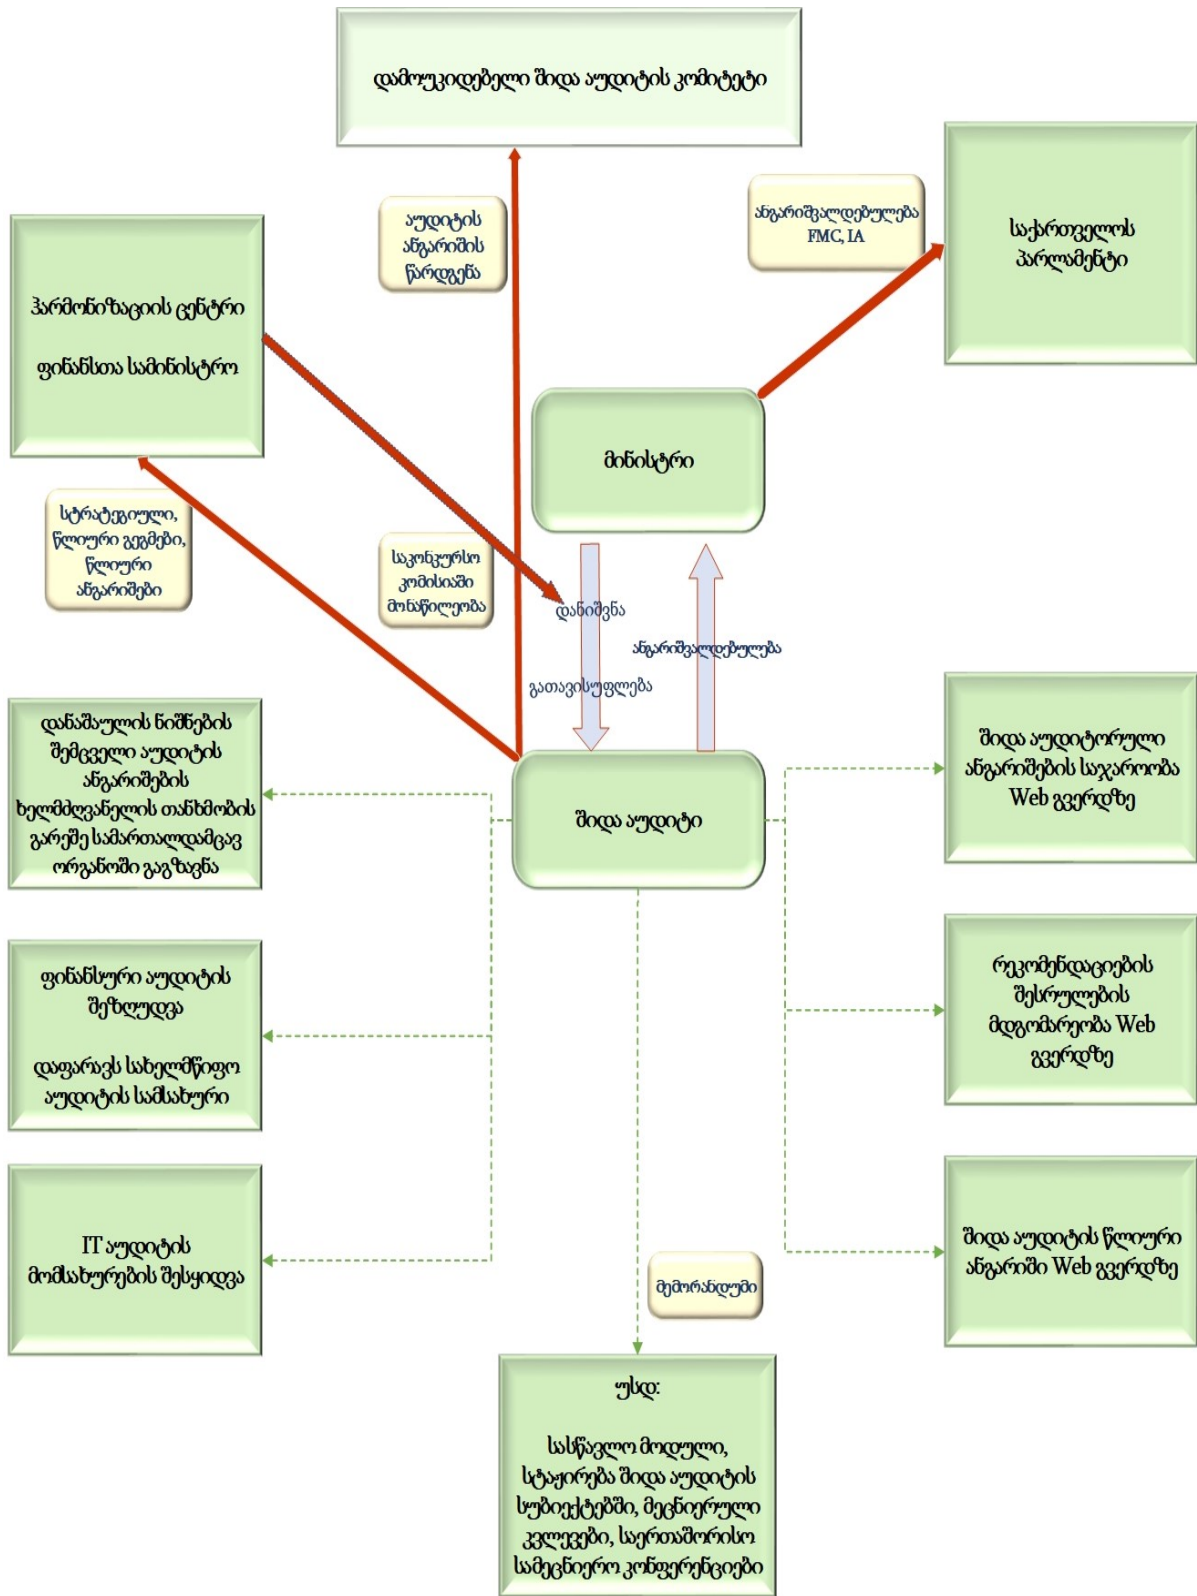 დამოუკიდებელი შიდა აუდიტის კომიტეტი
აუდიტის
ანგარიშის
წარდგენა
ანგარიშვალდებულება
FMC, IA
საქართველოს
პარლამენტი
ჰარმონიზაციის ცენტრი
ფინანსთა სამინისტრო
მინისტრი
სტრატეგიული,
წლიური გეგმები,
წლიური
ანგარიშები
საკონკურსო
კომისიაში
მონაწილეობა
დანიშვნა
გათავისუფლება
ანგარიშვალდებულება
დანაშაულის ნიშნების
შემცველი აუდიტის
ანგარიშების
ხელმძღვანელის თანხმობის
გარეშე სამართალდამცავ
ორგანოში გაგზავნა
შიდა აუდიტი
შიდა აუდიტორული
ანგარიშების საჯაროობა
Web გვერდზე
ფინანსური აუდიტის
შეზღუდვა
დაფარავს სახელმწიფო
აუდიტის სამსახური
რეკომენდაციების
შესრულების
მდგომარეობა Web
გვერდზე
IT აუდიტის
მომსახურების შესყიდვა
მემორანდუმი
შიდა აუდიტის წლიური
ანგარიში Web გვერდზე
უსდ:
სასწავლო მოდული,
სტაჟირება შიდა აუდიტის
სუბიექტებში, მეცნიერული
კვლევები, საერთაშორისო
სამეცნიერო კონფერენციები